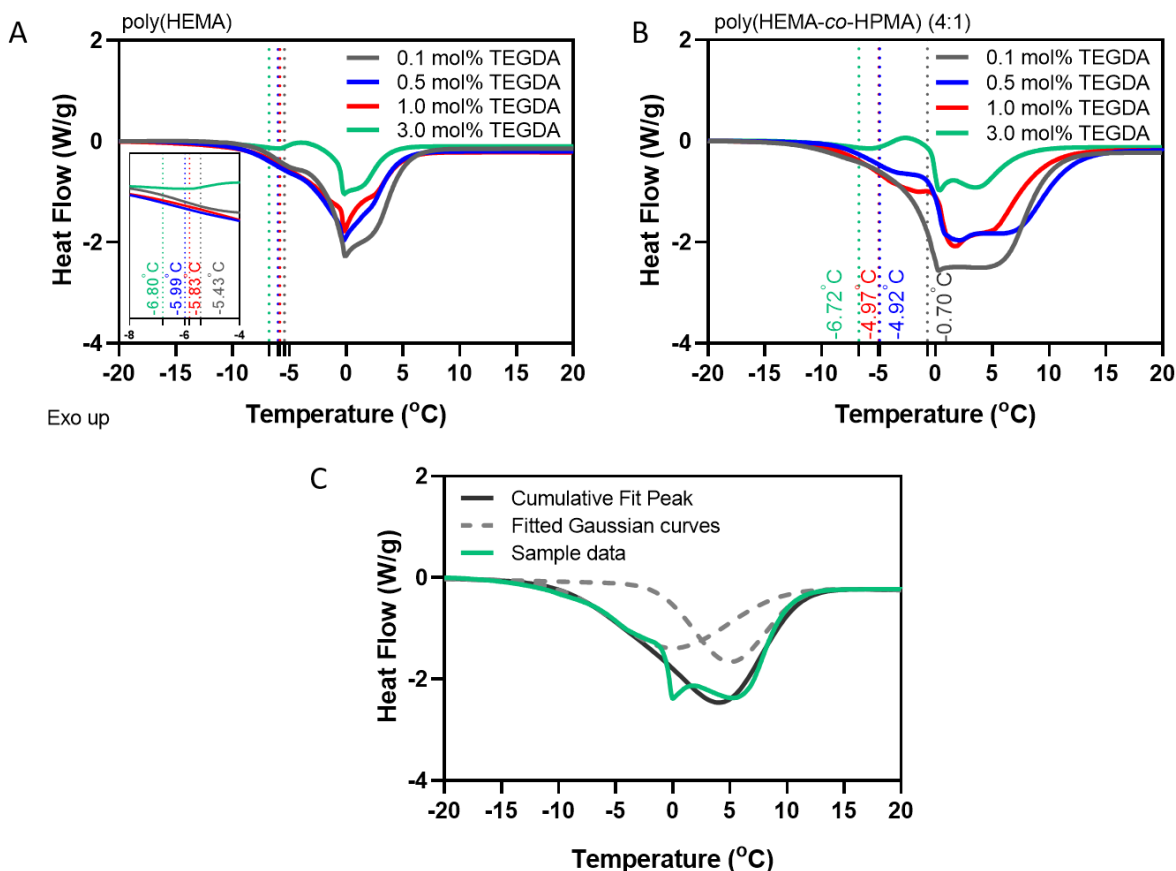 A
poly(HEMA)
0.1 mol% TEGDA
0.5 mol% TEGDA
1.0 mol% TEGDA
3.0 mol% TEGDA
Heat Flow (W/g)
2
0
-2
-4
-6.80°C
-5.99°C
-5.83°C
-5.43°C
-8
-6
-4
-20
-15
-10
-5
0
5
10
15
20
Temperature (°C)
Exo up
B
poly(HEMA-co-HPMA) (4:1)
0.1 mol% TEGDA
0.5 mol% TEGDA
1.0 mol% TEGDA
3.0 mol% TEGDA
Heat Flow (W/g)
2
0
-2
-4
-6.72°C
-4.97°C
-4.92°C
-0.70°C
-20
-15
-10
-5
0
5
10
15
20
Temperature (°C)
C
Cumulative Fit Peak
Fitted Gaussian curves
Sample data
Heat Flow (W/g)
2
0
-2
-4
-20
-15
-10
-5
0
5
10
15
20
Temperature (°C)